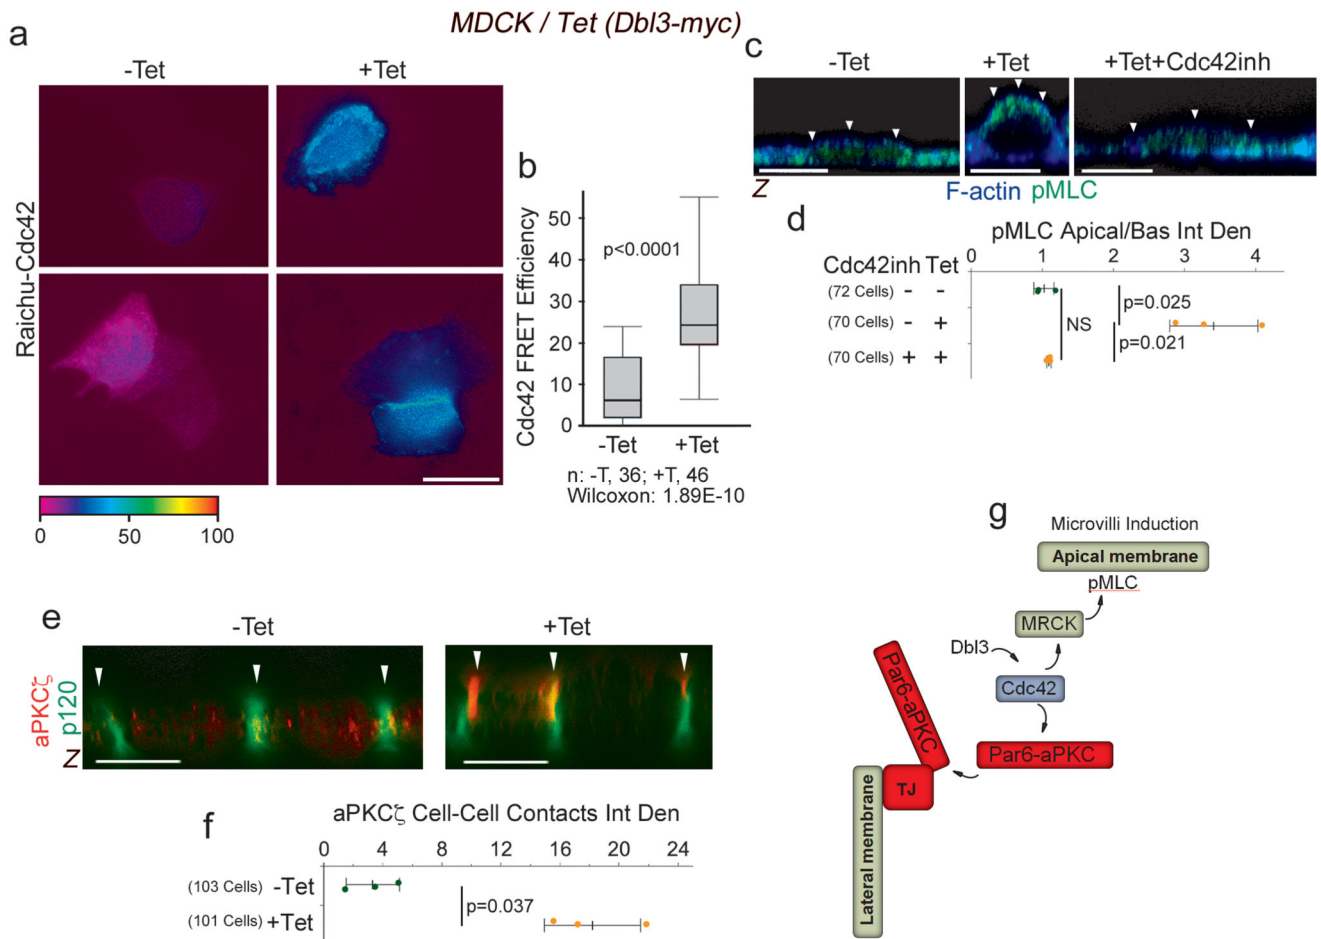 MDCK / Tet (Dbl3-myc)
a
-Tet
+Tet
Raichu-Cdc42
0
50
100
b
Cdc42 FRET Efficiency
50
40
30
20
10
0
p<0.0001
-Tet
+Tet
n: -T, 36; +T, 46
Wilcoxon: 1.89E-10
c
-Tet
+Tet
+Tet+Cdc42inh
Z
F-actin pMLC
d
pMLC Apical/Bas Int Den
0 1 2 3 4
Cdc42inh Tet
(72 Cells) - -
(70 Cells) - +
(70 Cells) + +
NS
p=0.025
p=0.021
e
-Tet
+Tet
aPKCζ
p120
Z
f
aPKCζ Cell-Cell Contacts Int Den
0 4 8 12 16 20 24
(103 Cells) -Tet
(101 Cells) +Tet
p=0.037
g
Microvilli Induction
Apical membrane
pMLC
MRCK
Dbl3
Cdc42
Par6-aPKC
Par6-aPKC
TJ
Lateral membrane